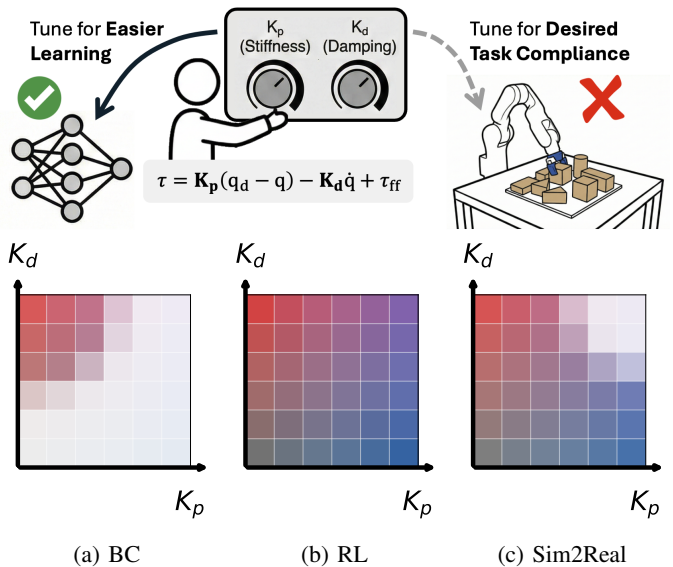 Tune for Easier
Learning
K_p
(Stiffness)
K_d
(Damping)
Tune for Desired
Task Compliance
τ = K_p(q_d − q) − K_d q̇ + τ_ff
K_d
K_p
K_d
K_p
K_d
K_p
(a) BC
(b) RL
(c) Sim2Real